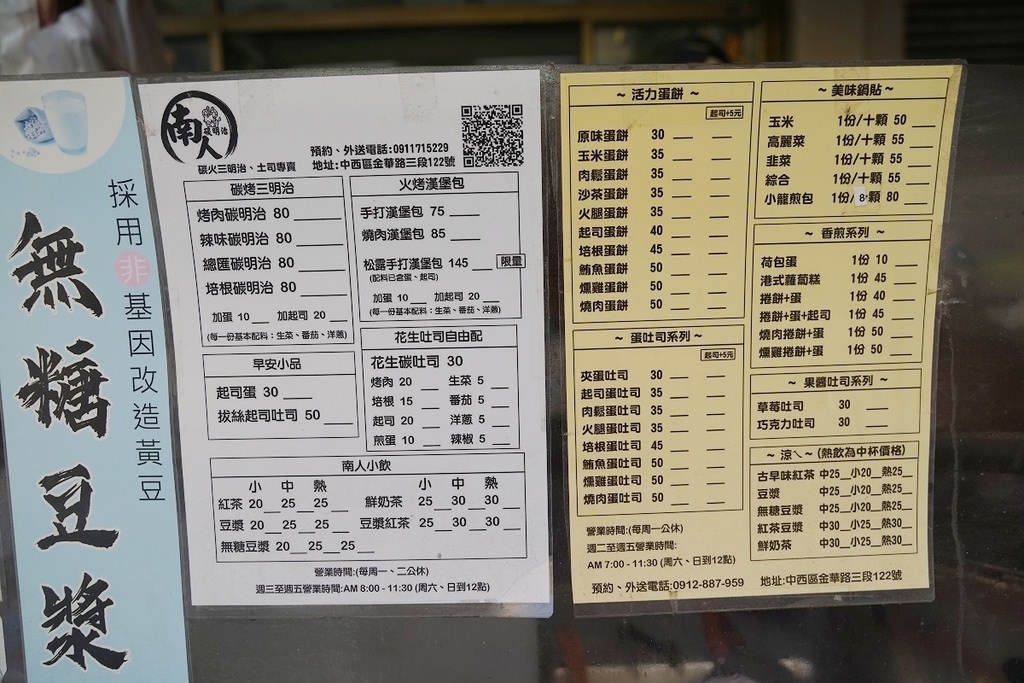 採用非基因改造黃豆
無糖豆漿
南人
碳明治
碳火三明治、土司專賣
預約、外送電話:0911715229
地址:中西區金華路三段122號
碳烤三明治
烤肉碳明治 80
辣味碳明治 80
總匯碳明治 80
培根碳明治 80
加蛋 10 加起司 20
(每一份基本配料：生菜、番茄、洋蔥)
火烤漢堡包
手打漢堡包 75
燒肉漢堡包 85
松露手打漢堡包 145 限量
(配料已含蛋、起司)
加蛋 10 加起司 20
(每一份基本配料：生菜、番茄、洋蔥)
早安小品
起司蛋 30
拔絲起司吐司 50
花生吐司自由配
花生碳吐司 30
烤肉 20 生菜 5
培根 15 番茄 5
起司 20 洋蔥 5
煎蛋 10 辣椒 5
南人小飲
小 中 熱 小 中 熱
紅茶 20 25 25 鮮奶茶 25 30 30
豆漿 20 25 25 豆漿紅茶 25 30 30
無糖豆漿 20 25 25
營業時間:(每周一、二公休)
週三至週五營業時間:AM 8:00 - 11:30 (周六、日到12點)
～ 活力蛋餅 ～
起司+5元
原味蛋餅 30
玉米蛋餅 35
肉鬆蛋餅 35
沙茶蛋餅 35
火腿蛋餅 35
起司蛋餅 40
培根蛋餅 45
鮪魚蛋餅 50
燻雞蛋餅 50
燒肉蛋餅 50
～ 蛋吐司系列 ～
起司+5元
夾蛋吐司 30
起司蛋吐司 35
肉鬆蛋吐司 35
火腿蛋吐司 35
培根蛋吐司 45
鮪魚蛋吐司 50
燻雞蛋吐司 50
燒肉蛋吐司 50
營業時間:(每周一公休)
週二至週五營業時間:
AM 7:00 - 11:30 (周六、日到12點)
預約、外送電話:0912-887-959
～ 美味鍋貼 ～
玉米 1份/十顆 50
高麗菜 1份/十顆 55
韭菜 1份/十顆 55
綜合 1份/十顆 55
小籠煎包 1份/8顆 80
～ 香煎系列 ～
荷包蛋 1份 10
港式蘿蔔糕 1份 45
捲餅+蛋 1份 40
捲餅+蛋+起司 1份 45
燒肉捲餅+蛋 1份 50
燻雞捲餅+蛋 1份 50
～ 果醬吐司系列 ～
草莓吐司 30
巧克力吐司 30
～ 涼ㄟ～ (熱飲為中杯價格)
古早味紅茶 中25 小20 熱25
豆漿 中25 小20 熱25
無糖豆漿 中25 小20 熱25
紅茶豆漿 中30 小25 熱30
鮮奶茶 中30 小25 熱30
地址:中西區金華路三段122號